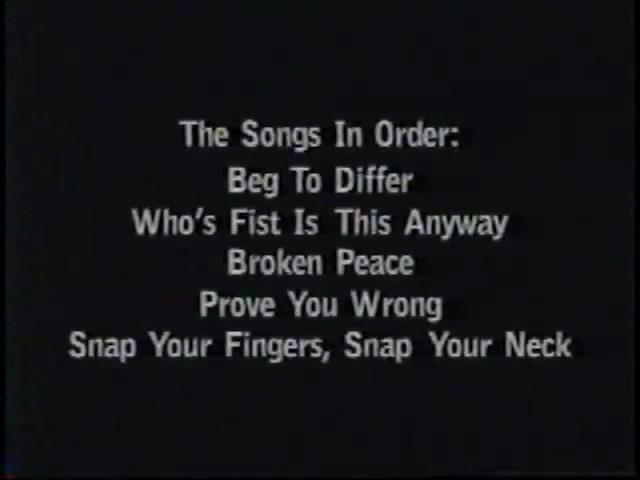 The Songs In Order:
Beg To Differ
Who's Fist Is This Anyway
Broken Peace
Prove You Wrong
Snap Your Fingers, Snap Your Neck